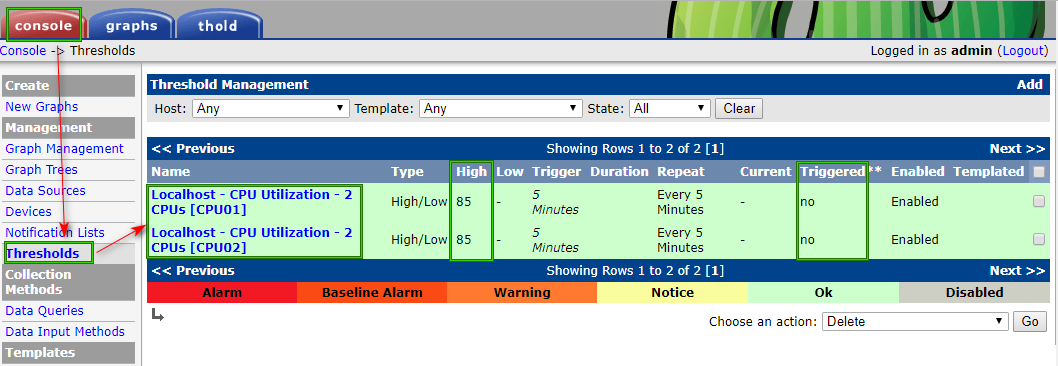 console graphs thold
Console -> Thresholds Logged in as admin (Logout)
Create
New Graphs
Management
Graph Management
Graph Trees
Data Sources
Devices
Notification Lists
Thresholds
Collection
Methods
Data Queries
Data Input Methods
Templates
Threshold Management Add
Host: Any Template: Any State: All Clear
<< Previous Showing Rows 1 to 2 of 2 [1] Next >>
Name Type High Low Trigger Duration Repeat Current Triggered** Enabled Templated
Localhost - CPU Utilization - 2 High/Low 85 - 5 Every 5 - no Enabled
CPUs [CPU01] Minutes Minutes
Localhost - CPU Utilization - 2 High/Low 85 - 5 Every 5 - no Enabled
CPUs [CPU02] Minutes Minutes
<< Previous Showing Rows 1 to 2 of 2 [1] Next >>
Alarm Baseline Alarm Warning Notice Ok Disabled
Choose an action: Delete Go